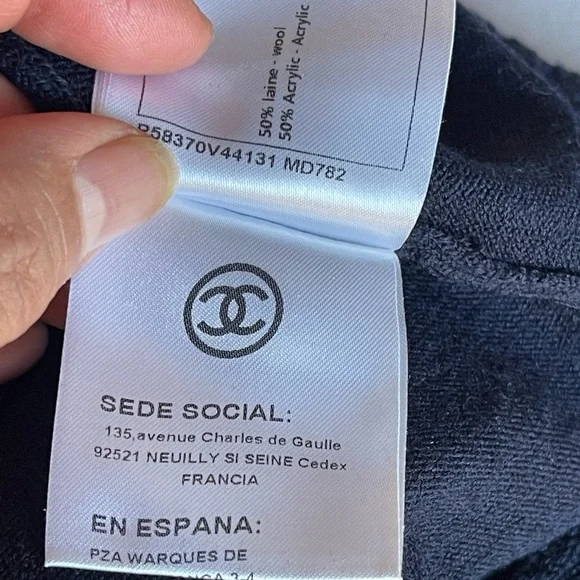 50% laine - wool
50% Acrylic - Acrylic
P58370V44131 MD782
SEDE SOCIAL:
135,avenue Charles de Gaulle
92521 NEUILLY SI SEINE Cedex
FRANCIA
EN ESPANA:
PZA WARQUES DE